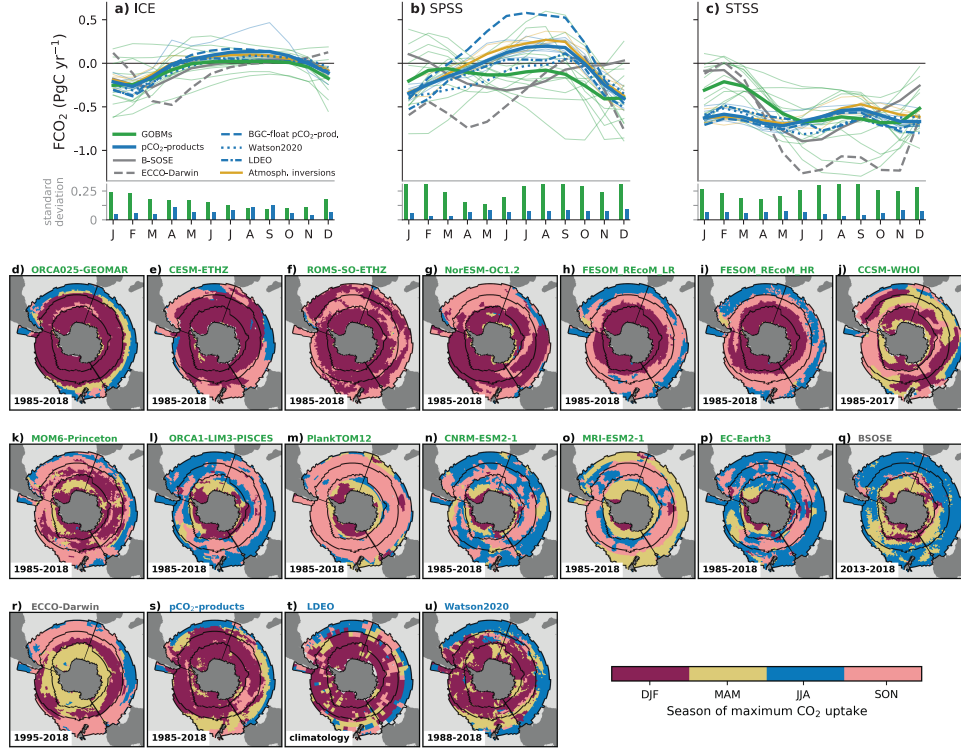 a) ICE
b) SPSS
c) STSS
FCO2 (PgC yr−1)
0.5
0.0
−0.5
−1.0
GOBMs
pCO2-products
B-SOSE
ECCO-Darwin
BGC-float pCO2-prod.
Watson2020
LDEO
Atmosph. inversions
standard deviation
0.25
0
J F M A M J J A S O N D
J F M A M J J A S O N D
J F M A M J J A S O N D
d) ORCA025-GEOMAR
e) CESM-ETHZ
f) ROMS-SO-ETHZ
g) NorESM-OC1.2
h) FESOM_REcoM_LR
i) FESOM_REcoM_HR
j) CCSM-WHOI
1985-2018
1985-2018
1985-2018
1985-2018
1985-2018
1985-2018
1985-2017
k) MOM6-Princeton
l) ORCA1-LIM3-PISCES
m) PlankTOM12
n) CNRM-ESM2-1
o) MRI-ESM2-1
p) EC-Earth3
q) BSOSE
1985-2018
1985-2018
1985-2018
1985-2018
1985-2018
1985-2018
2013-2018
r) ECCO-Darwin
s) pCO2-products
t) LDEO
u) Watson2020
1995-2018
1985-2018
climatology
1988-2018
DJF
MAM
JJA
SON
Season of maximum CO2 uptake